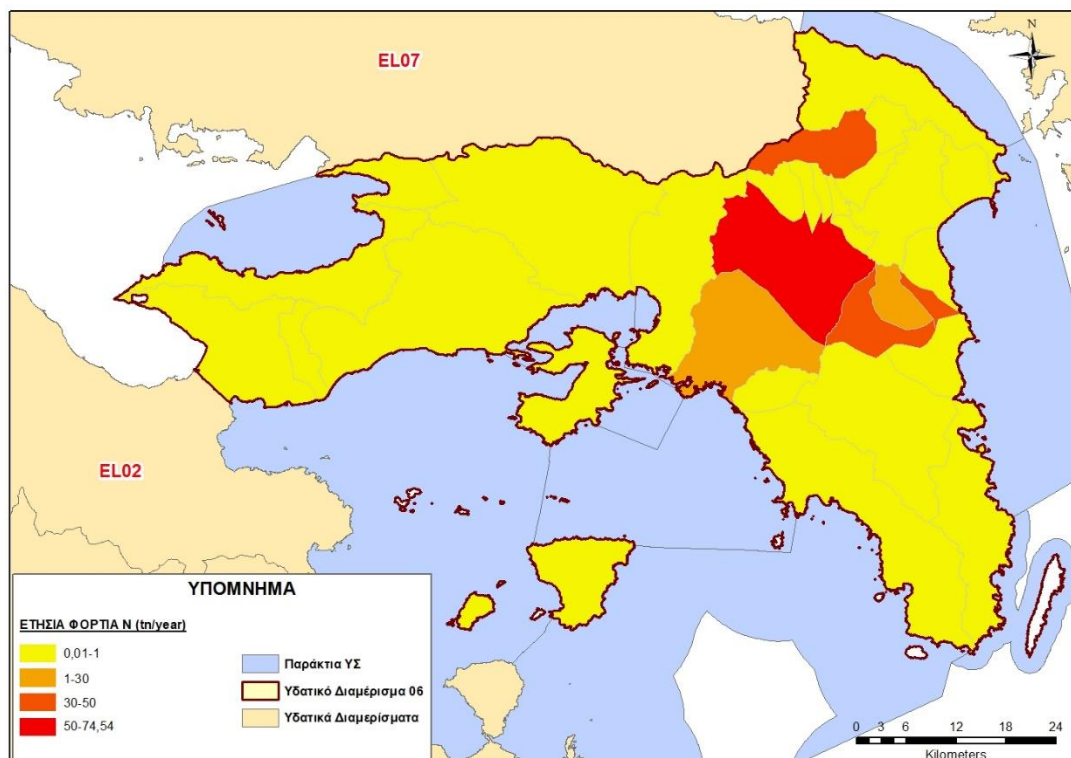 N
EL07
EL02
ΥΠΟΜΝΗΜΑ
ΕΤΗΣΙΑ ΦΟΡΤΙΑ Ν (tn/year)
0,01-1
1-30
30-50
50-74,54
Παράκτια ΥΣ
Υδατικό Διαμέρισμα 06
Υδατικά Διαμερίσματα
0 3 6 12 18 24
Kilometers